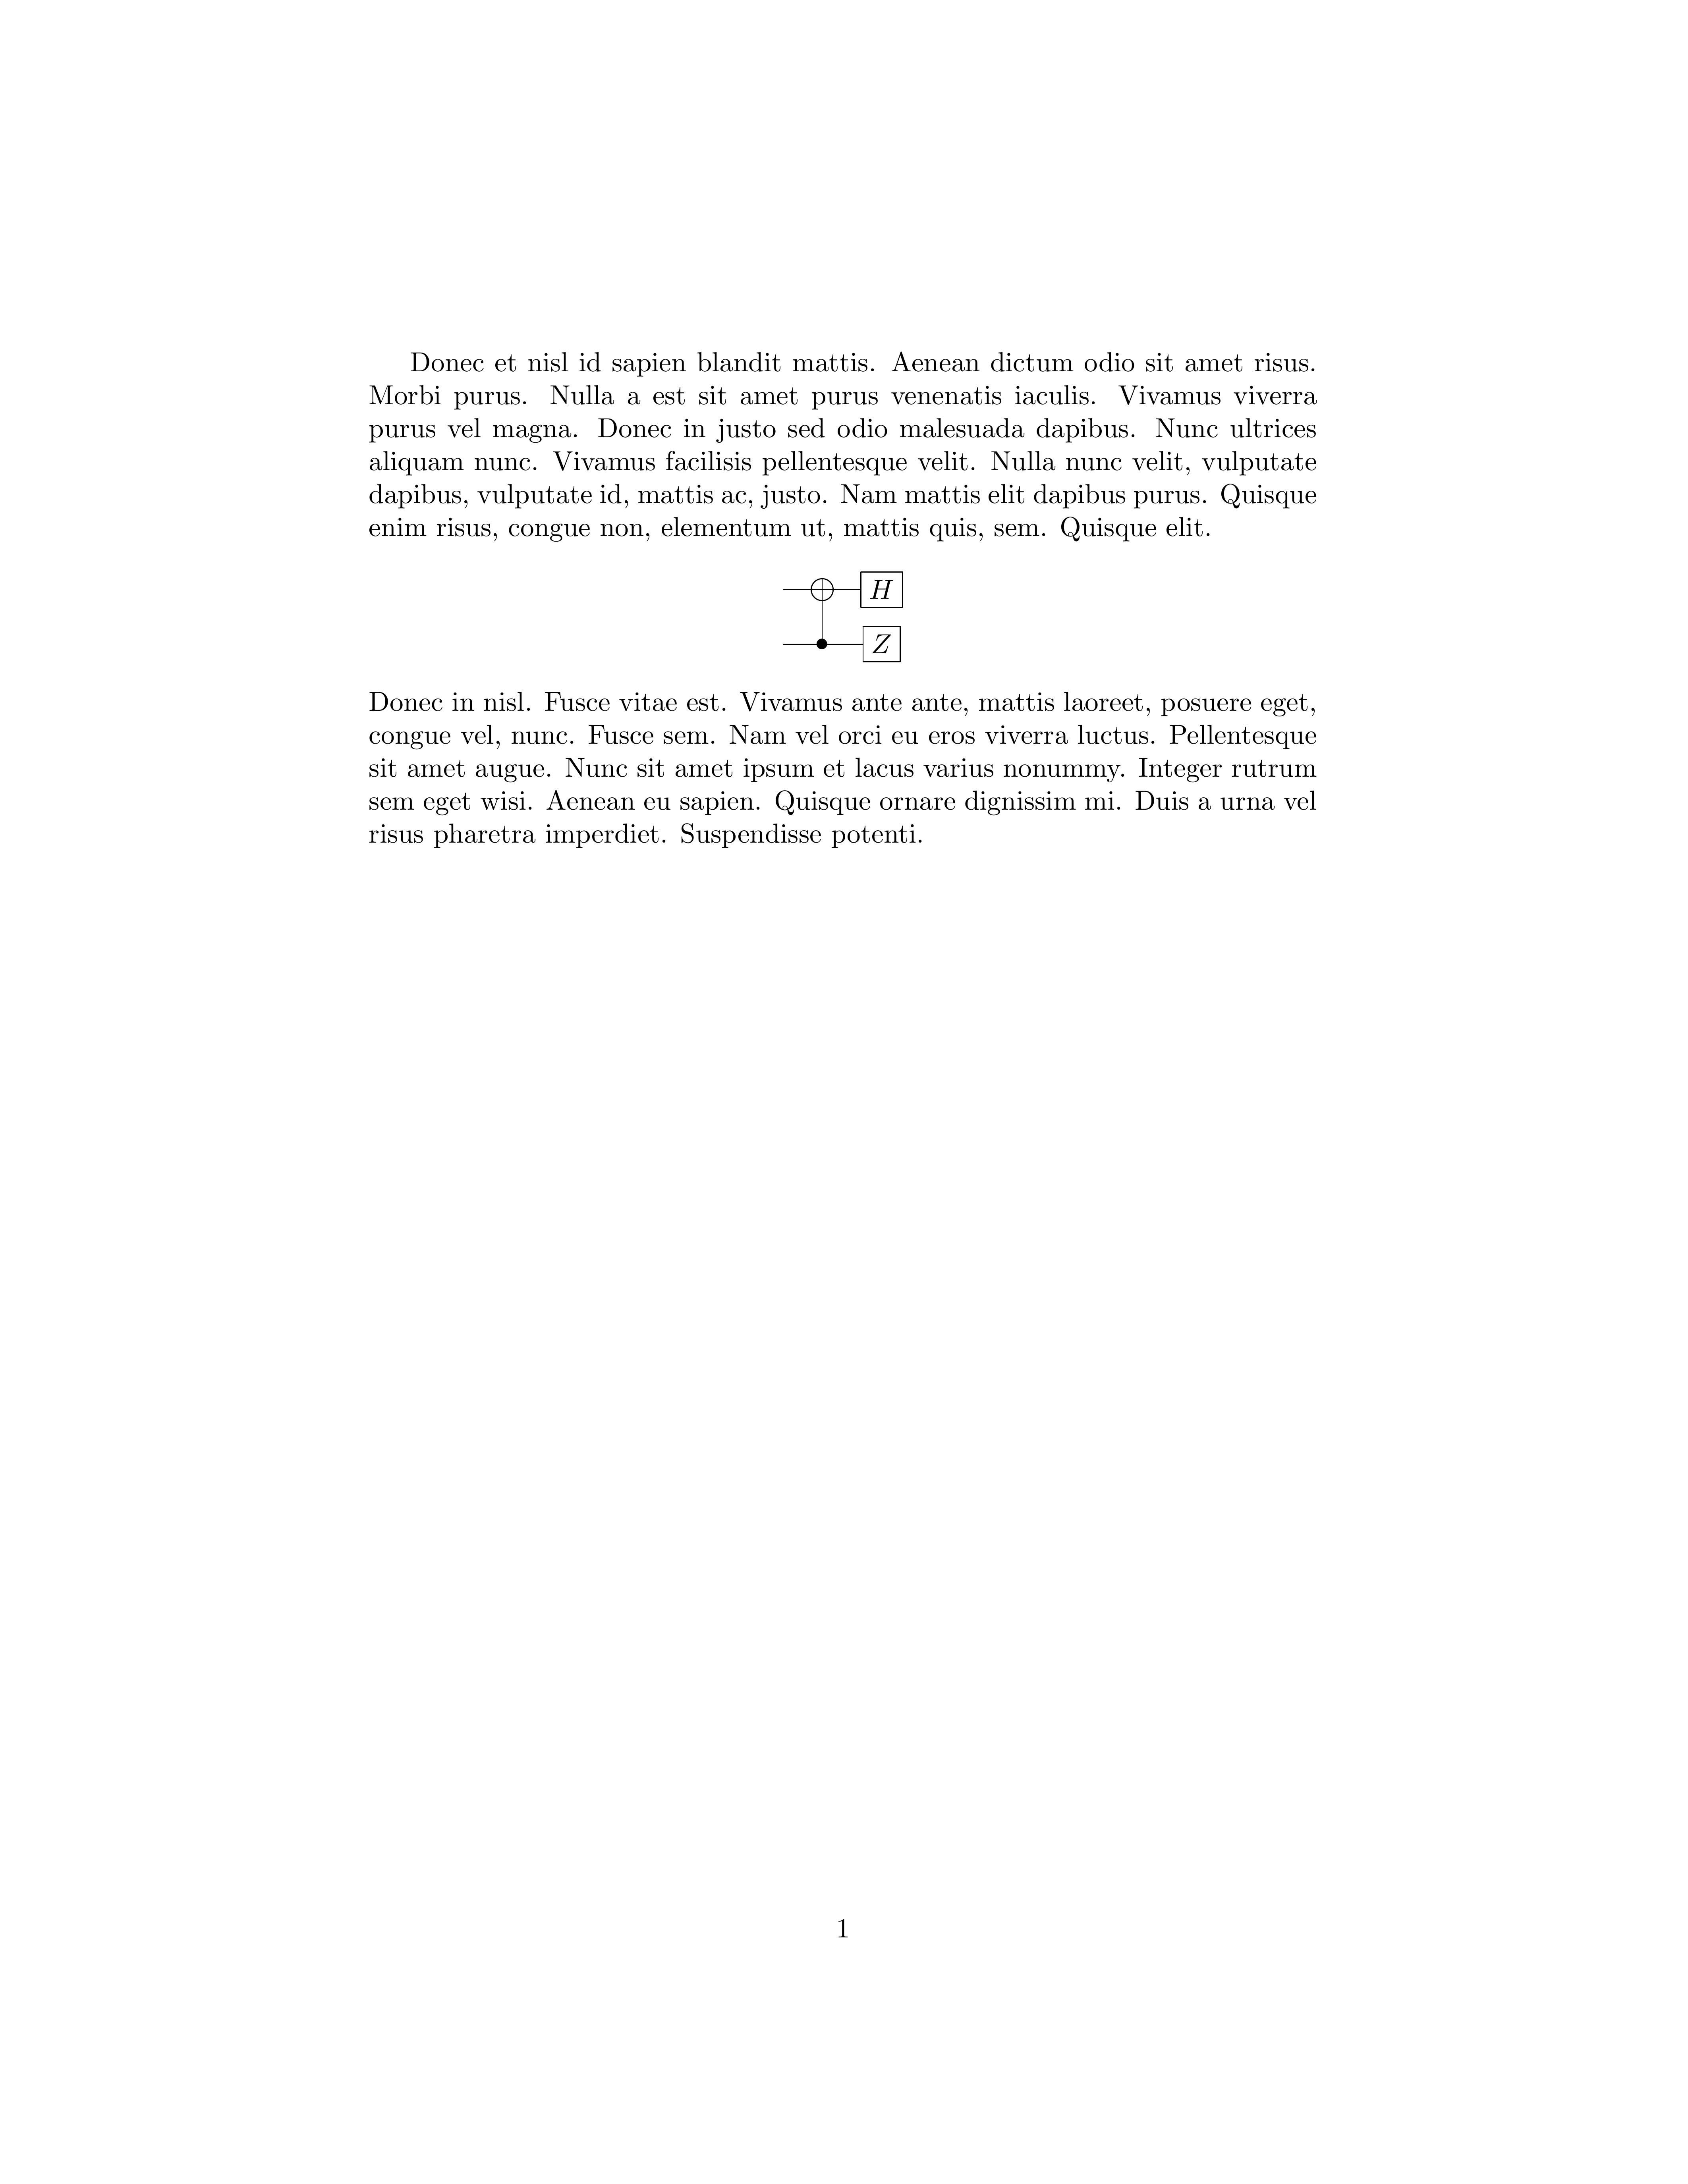 Donec et nisl id sapien blandit mattis. Aenean dictum odio sit amet risus.
Morbi purus. Nulla a est sit amet purus venenatis iaculis. Vivamus viverra
purus vel magna. Donec in justo sed odio malesuada dapibus. Nunc ultrices
aliquam nunc. Vivamus facilisis pellentesque velit. Nulla nunc velit, vulputate
dapibus, vulputate id, mattis ac, justo. Nam mattis elit dapibus purus. Quisque
enim risus, congue non, elementum ut, mattis quis, sem. Quisque elit.
H
Z
Donec in nisl. Fusce vitae est. Vivamus ante ante, mattis laoreet, posuere eget,
congue vel, nunc. Fusce sem. Nam vel orci eu eros viverra luctus. Pellentesque
sit amet augue. Nunc sit amet ipsum et lacus varius nonummy. Integer rutrum
sem eget wisi. Aenean eu sapien. Quisque ornare dignissim mi. Duis a urna vel
risus pharetra imperdiet. Suspendisse potenti.
1